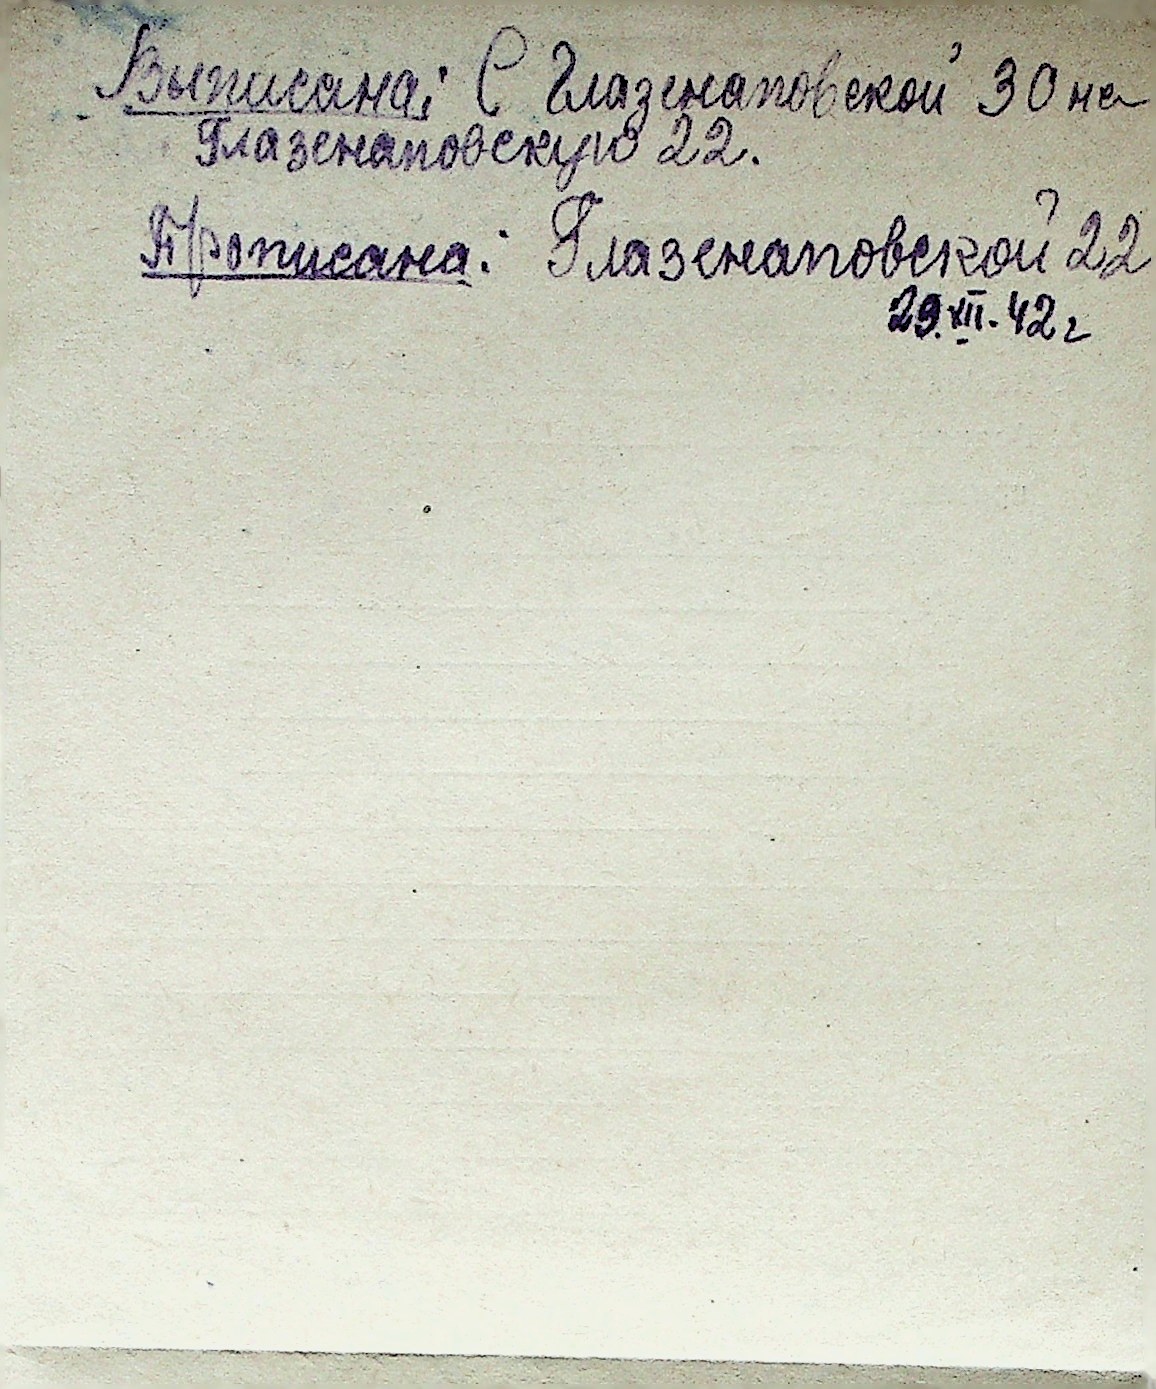 Выписана: С Глазенаповской 30 на
Глазенаповскую 22.
Прописана: Глазенаповской 22
29.XII.42г